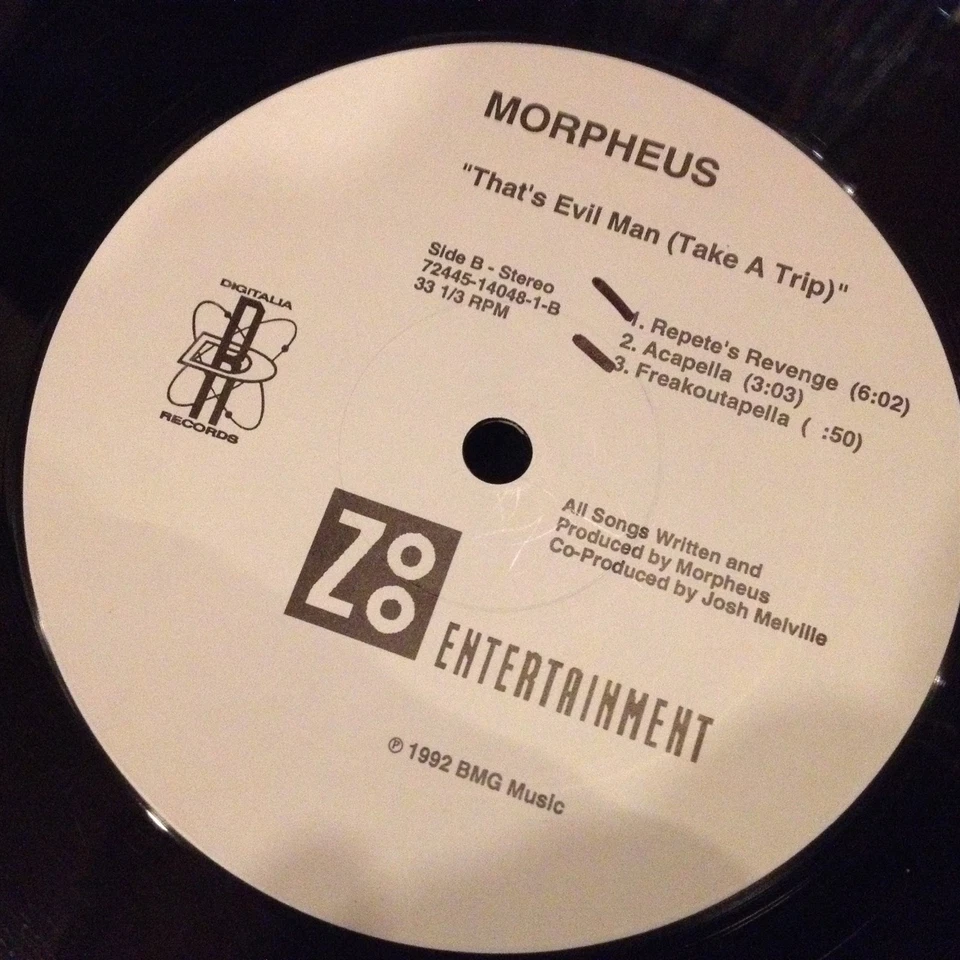 MORPHEUS
"That's Evil Man (Take A Trip)"
Side B - Stereo
72445-14048-1-B
33 1/3 RPM
1. Repete's Revenge (6:02)
2. Acapella (3:03)
3. Freakoutapella ( :50)
DIGITALIA
DR
RECORDS
All Songs Written and
Produced by Morpheus
Co-Produced by Josh Melville
ZOO
ENTERTAINMENT
℗ 1992 BMG Music